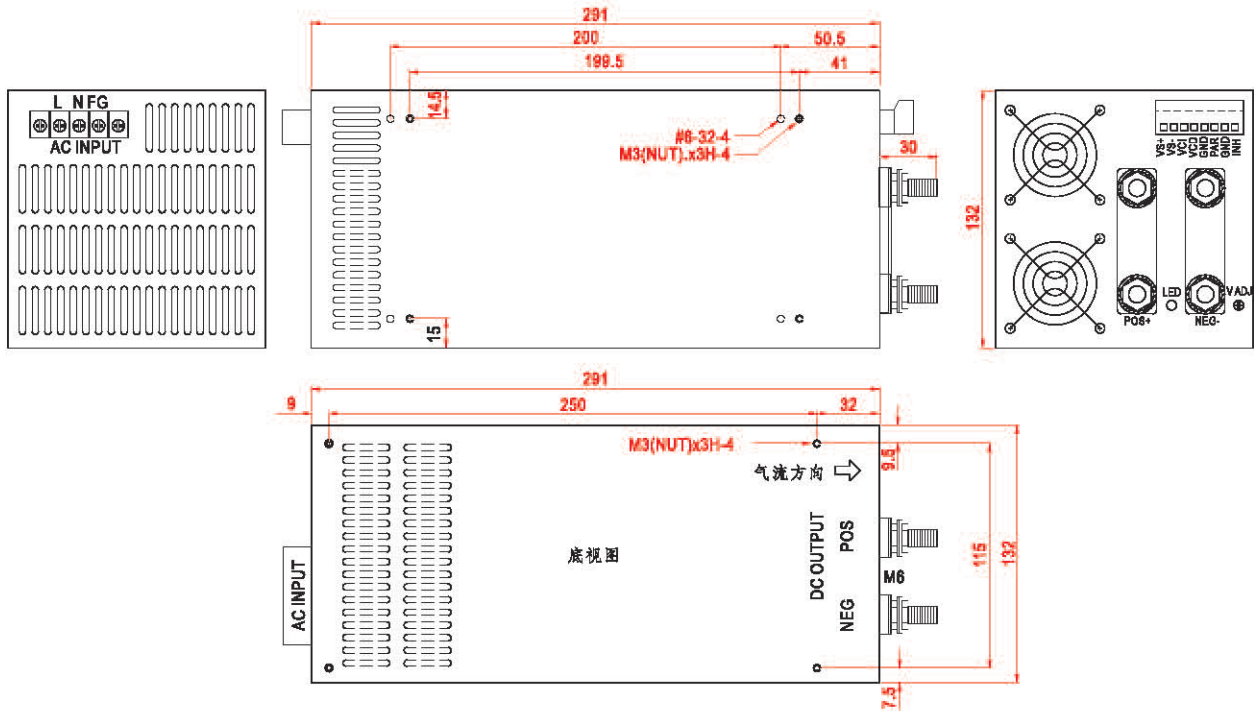 291
200
50.5
199.5
41
L N FG
AC INPUT
14.5
#6-32-4
M3(NUT).x3H-4
30
15
132
VS+
VS-
VCI
VCD
GND
PAR
GND
INH
LED
V ADJ
POS+
NEG-
291
9
250
32
M3(NUT)x3H-4
9.5
气流方向
底视图
AC INPUT
DC OUTPUT
POS
NEG
M6
115
132
7.5